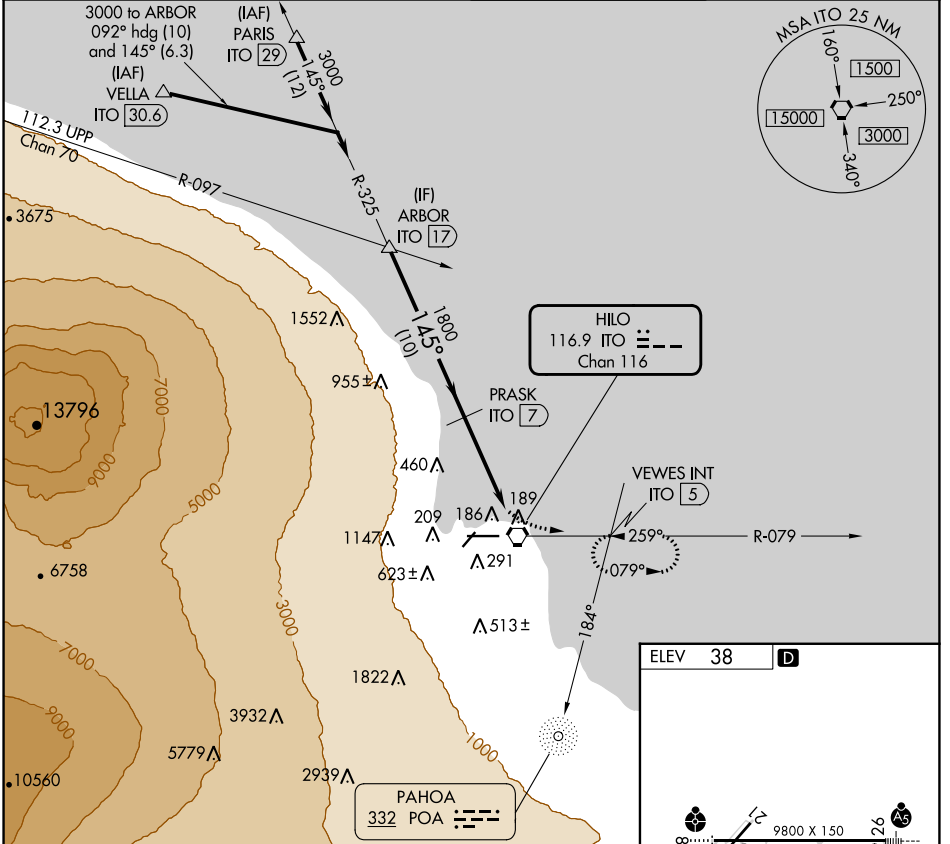 3000 to ARBOR
092° hdg (10)
and 145° (6.3)
(IAF)
VELLA
ITO 30.6
(IAF)
PARIS
ITO 29
3000
145°
(12)
MSA ITO 25 NM
160°
1500
250°
15000
3000
340°
112.3 UPP
Chan 70
R-097
R-325
(IF)
ARBOR
ITO 17
3675
1552
1800
145°
(10)
HILO
116.9 ITO
Chan 116
955±
7000
13796
PRASK
ITO 7
9000
460
5000
VEWES INT
ITO 5
189
186
209
1147
259°
R-079
291
079°
623±
6758
184°
513±
3000
7000
1822
9000
3932
5779
1000
2939
10560
PAHOA
332 POA
ELEV 38
D
21
9800 X 150
26
A5
8